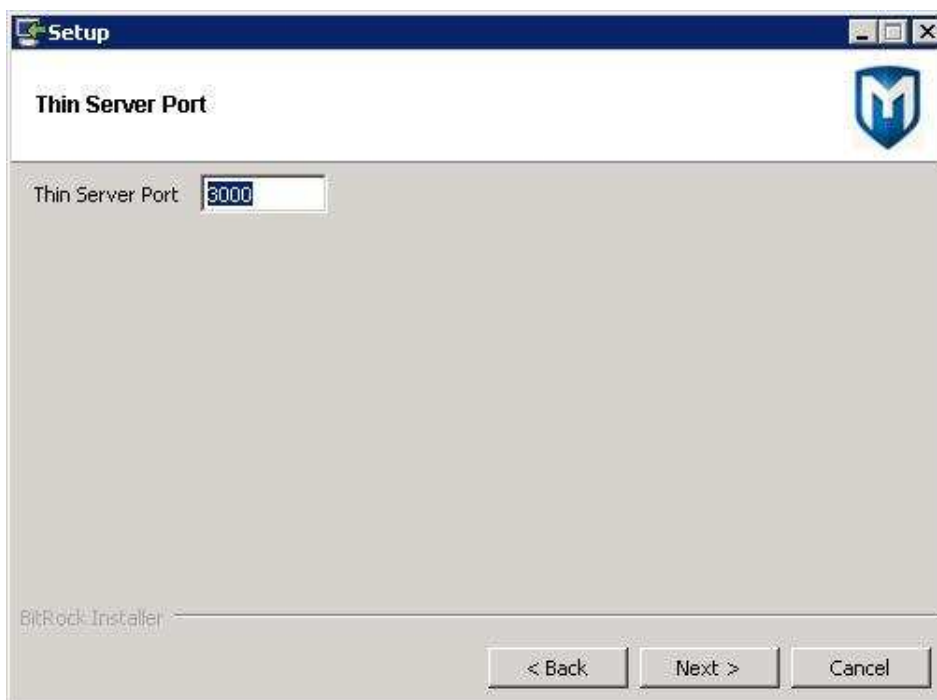 Setup
Thin Server Port
Thin Server Port 3000
BitRock Installer
< Back Next > Cancel